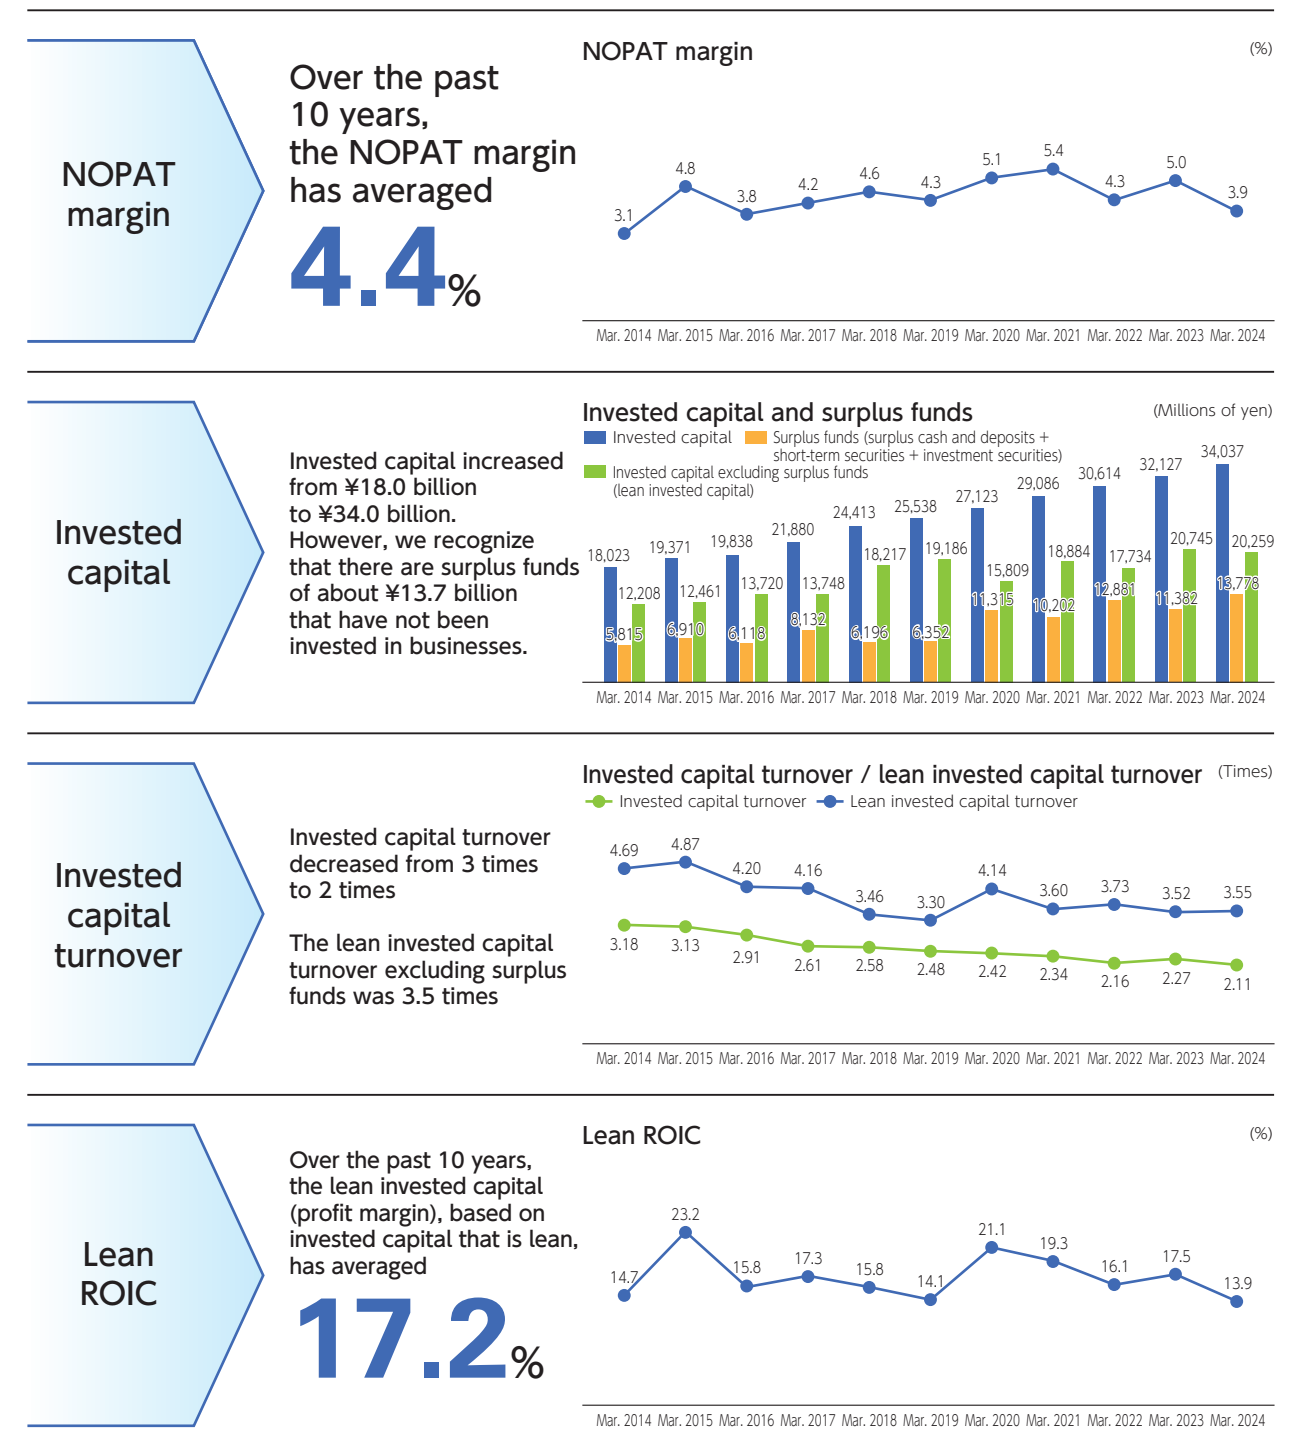 NOPAT
margin
Over the past
10 years,
the NOPAT margin
has averaged
4.4%
NOPAT margin
(%)
3.1 4.8 3.8 4.2 4.6 4.3 5.1 5.4 4.3 5.0 3.9
Mar. 2014 Mar. 2015 Mar. 2016 Mar. 2017 Mar. 2018 Mar. 2019 Mar. 2020 Mar. 2021 Mar. 2022 Mar. 2023 Mar. 2024
Invested
capital
Invested capital increased
from ¥18.0 billion
to ¥34.0 billion.
However, we recognize
that there are surplus funds
of about ¥13.7 billion
that have not been
invested in businesses.
Invested capital and surplus funds
(Millions of yen)
Invested capital
Surplus funds (surplus cash and deposits +
short-term securities + investment securities)
Invested capital excluding surplus funds
(lean invested capital)
18,023 19,371 19,838 21,880 24,413 25,538 27,123 29,086 30,614 32,127 34,037
12,208 12,461 13,720 13,748 18,217 19,186 15,809 18,884 17,734 20,745 20,259
5,815 6,910 6,118 8,132 6,196 6,352 11,315 10,202 12,881 11,382 13,778
Mar. 2014 Mar. 2015 Mar. 2016 Mar. 2017 Mar. 2018 Mar. 2019 Mar. 2020 Mar. 2021 Mar. 2022 Mar. 2023 Mar. 2024
Invested
capital
turnover
Invested capital turnover
decreased from 3 times
to 2 times
The lean invested capital
turnover excluding surplus
funds was 3.5 times
Invested capital turnover / lean invested capital turnover
(Times)
Invested capital turnover
Lean invested capital turnover
4.69 4.87 4.20 4.16 3.46 3.30 4.14 3.60 3.73 3.52 3.55
3.18 3.13 2.91 2.61 2.58 2.48 2.42 2.34 2.16 2.27 2.11
Mar. 2014 Mar. 2015 Mar. 2016 Mar. 2017 Mar. 2018 Mar. 2019 Mar. 2020 Mar. 2021 Mar. 2022 Mar. 2023 Mar. 2024
Lean
ROIC
Over the past 10 years,
the lean invested capital
(profit margin), based on
invested capital that is lean,
has averaged
17.2%
Lean ROIC
(%)
14.7 23.2 15.8 17.3 15.8 14.1 21.1 19.3 16.1 17.5 13.9
Mar. 2014 Mar. 2015 Mar. 2016 Mar. 2017 Mar. 2018 Mar. 2019 Mar. 2020 Mar. 2021 Mar. 2022 Mar. 2023 Mar. 2024